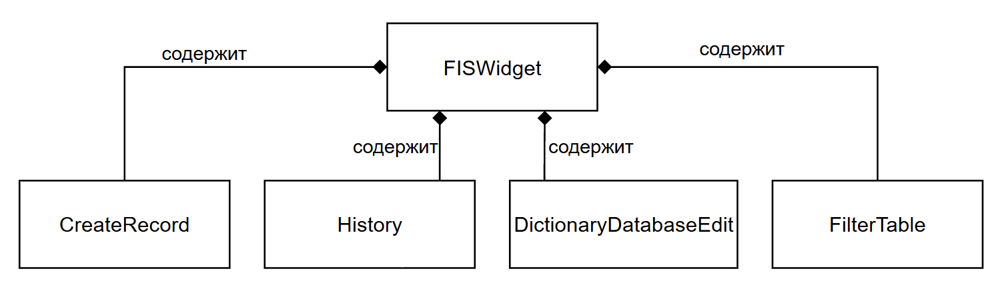 содержит
FISWidget
содержит
содержит
содержит
CreateRecord
History
DictionaryDatabaseEdit
FilterTable